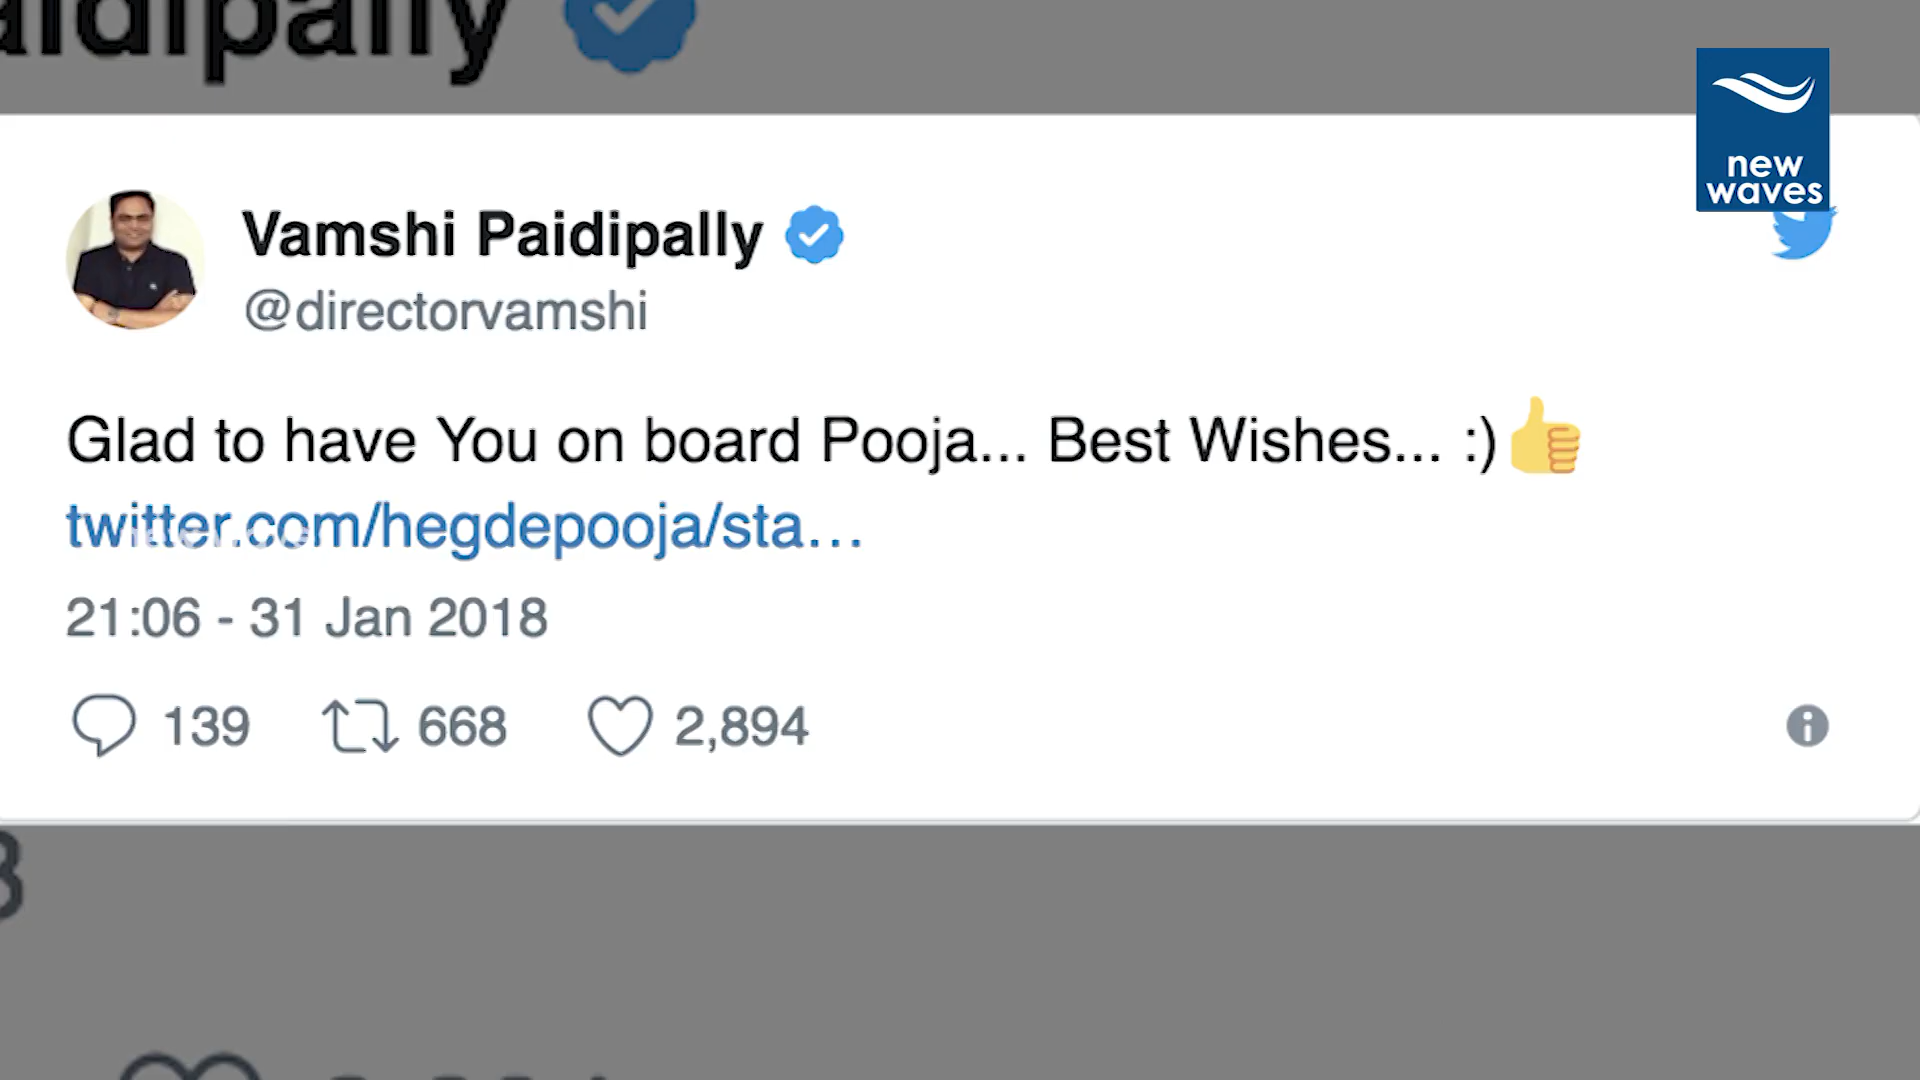 aidipally
new
waves
Vamshi Paidipally
@directorvamshi
Glad to have You on board Pooja... Best Wishes... :)👍
twitter.com/hegdepooja/sta...
21:06 - 31 Jan 2018
139 668 2,894